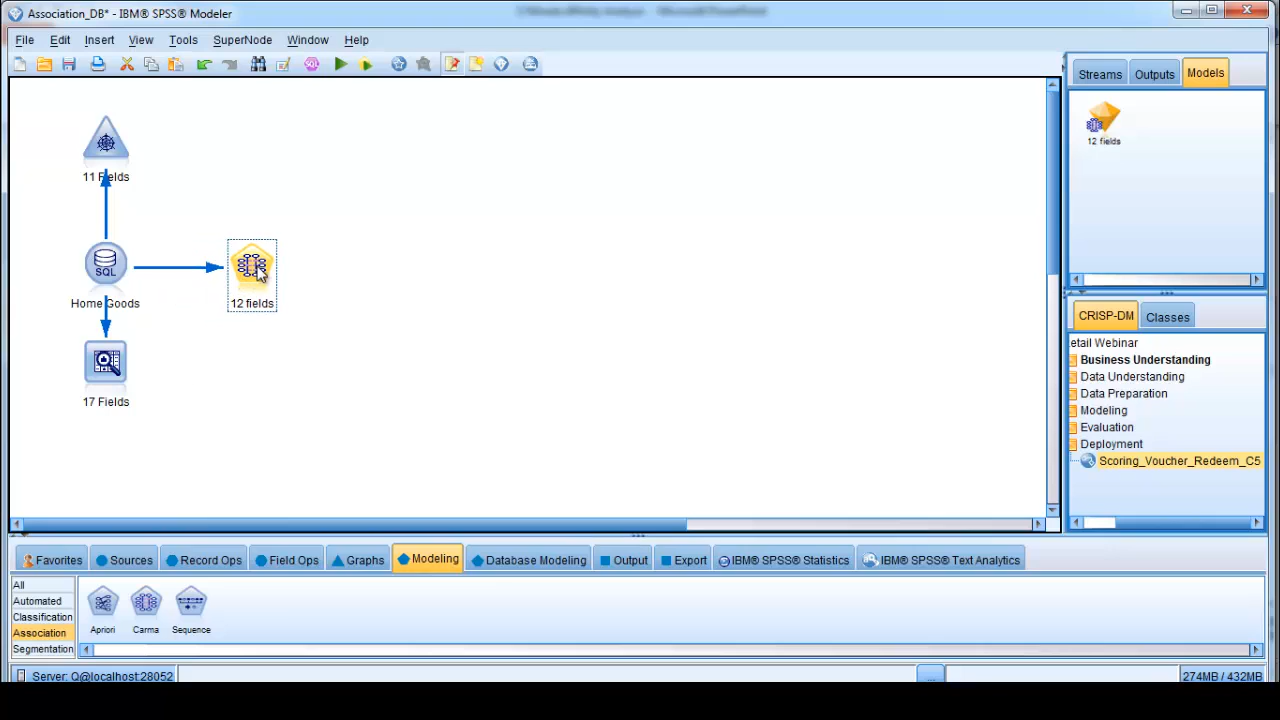 Association_DB* - IBM® SPSS® Modeler
File Edit Insert View Tools SuperNode Window Help
SQL
Streams Outputs Models
12 fields
11 Fields
SQL
Home Goods
12 fields
17 Fields
CRISP-DM Classes
etail Webinar
Business Understanding
Data Understanding
Data Preparation
Modeling
Evaluation
Deployment
Scoring_Voucher_Redeem_C5
Favorites Sources Record Ops Field Ops Graphs Modeling Database Modeling Output Export IBM® SPSS® Statistics IBM® SPSS® Text Analytics
All
Automated
Classification
Association
Segmentation
Apriori Carma Sequence
Server: Q@localhost:28052
...
274MB / 432MB